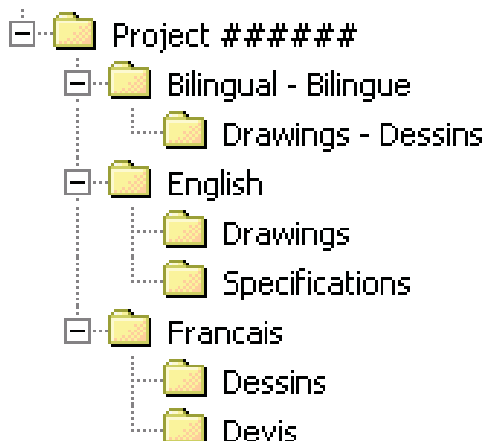 Project ######
Bilingual - Bilingue
Drawings - Dessins
English
Drawings
Specifications
Francais
Dessins
Devis